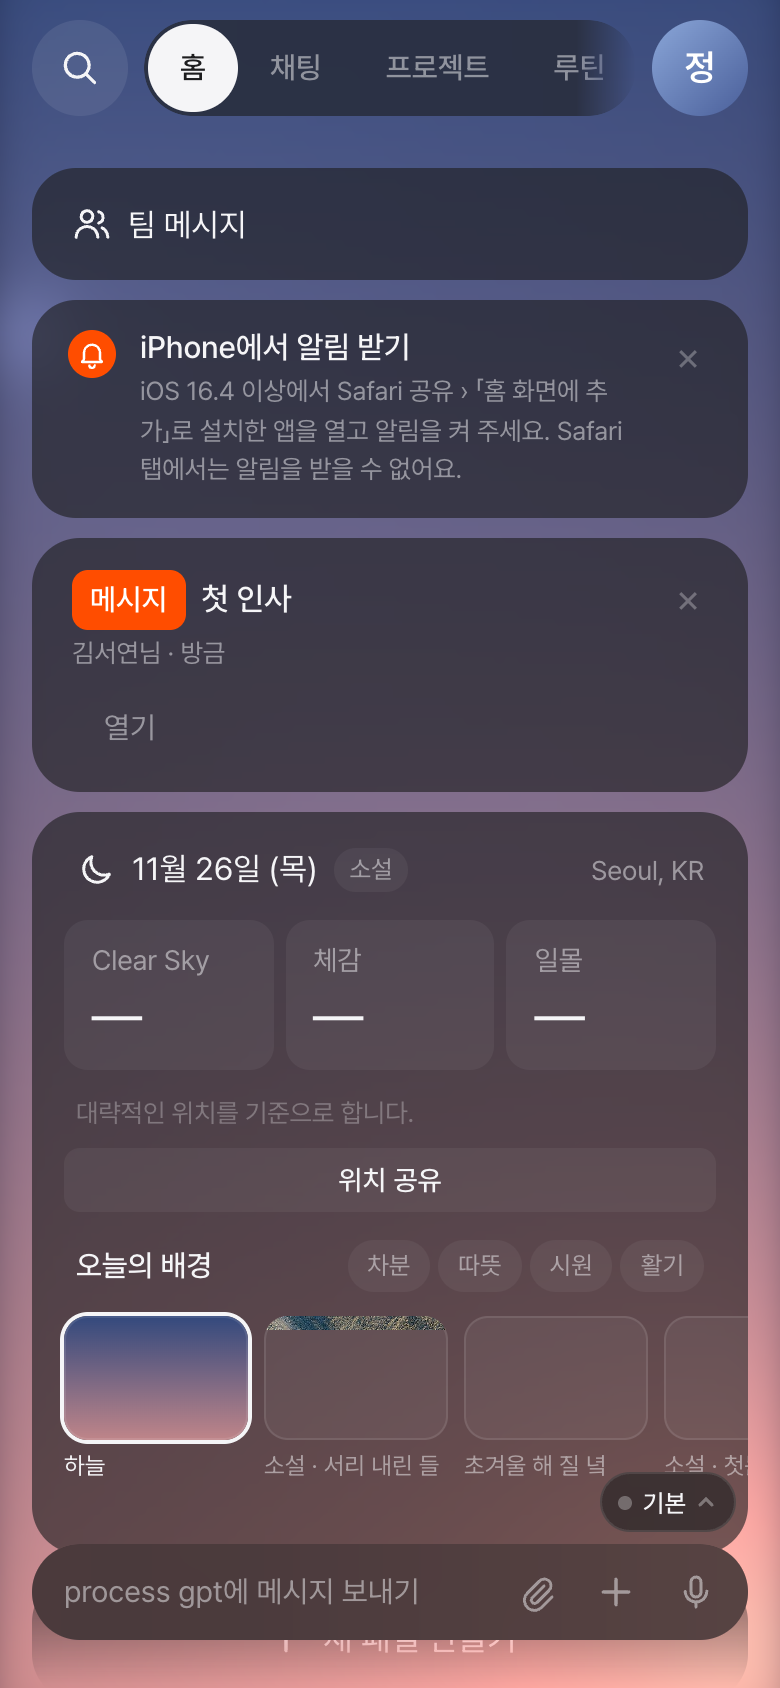 홈 채팅 프로젝트 루틴 정
팀 메시지
iPhone에서 알림 받기
iOS 16.4 이상에서 Safari 공유 › 「홈 화면에 추
가」로 설치한 앱을 열고 알림을 켜 주세요. Safari
탭에서는 알림을 받을 수 없어요.
메시지 첫 인사
김서연님 · 방금
열기
11월 26일 (목) 소설 Seoul, KR
Clear Sky 체감 일몰
— — —
대략적인 위치를 기준으로 합니다.
위치 공유
오늘의 배경 차분 따뜻 시원 활기
하늘 소설 · 서리 내린 들 초겨울 해 질 녘 소설 · 첫
기본
process gpt에 메시지 보내기